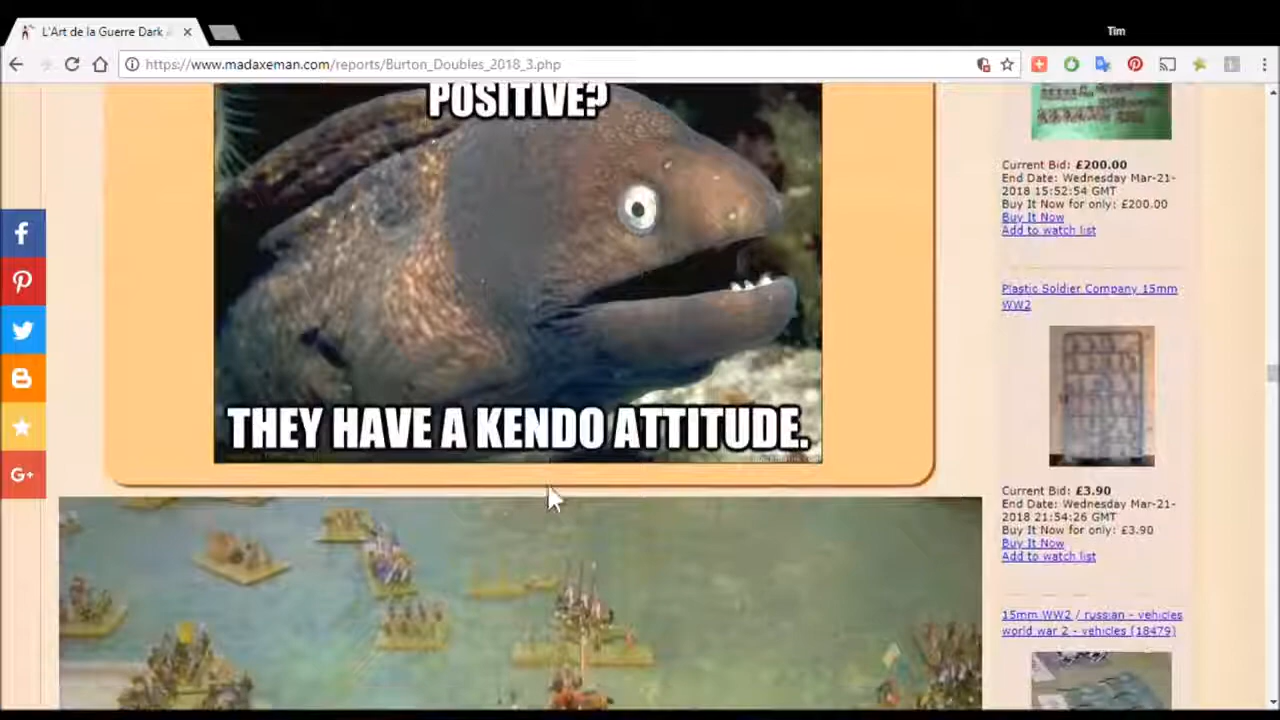 L'Art de la Guerre Dark
Tim
https://www.madaxeman.com/reports/Burton_Doubles_2018_3.php
POSITIVE?
THEY HAVE A KENDO ATTITUDE.
Current Bid: £200.00
End Date: Wednesday Mar-21-
2018 15:52:54 GMT
Buy It Now for only: £200.00
Buy It Now
Add to watch list
Plastic Soldier Company 15mm
WW2
Current Bid: £3.90
End Date: Wednesday Mar-21-
2018 21:54:26 GMT
Buy It Now for only: £3.90
Buy It Now
Add to watch list
15mm WW2 / russian - vehicles
world war 2 - vehicles (18479)
G+